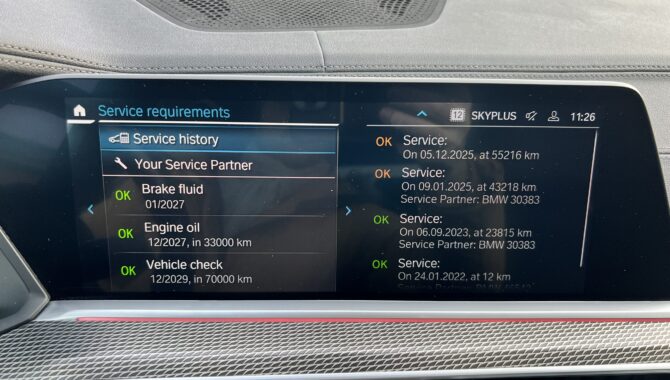 Service requirements
12 SKYPLUS 11:26
Service history
Your Service Partner
OK Brake fluid
01/2027
OK Engine oil
12/2027, in 33000 km
OK Vehicle check
12/2029, in 70000 km
OK Service:
On 05.12.2025, at 55216 km
OK Service:
On 09.01.2025, at 43218 km
Service Partner: BMW 30383
OK Service:
On 06.09.2023, at 23815 km
Service Partner: BMW 30383
OK Service:
On 24.01.2022, at 12 km
Service Partner: BMW